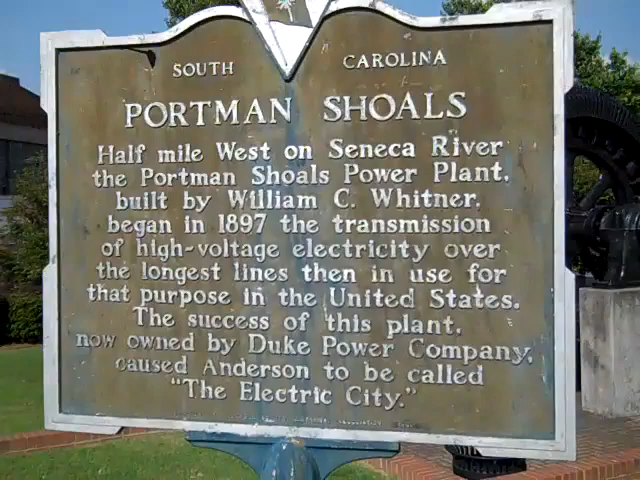 SOUTH CAROLINA
PORTMAN SHOALS
Half mile West on Seneca River
the Portman Shoals Power Plant,
built by William C. Whitner,
began in 1897 the transmission
of high-voltage electricity over
the longest lines then in use for
that purpose in the United States.
The success of this plant,
now owned by Duke Power Company,
caused Anderson to be called
"The Electric City."